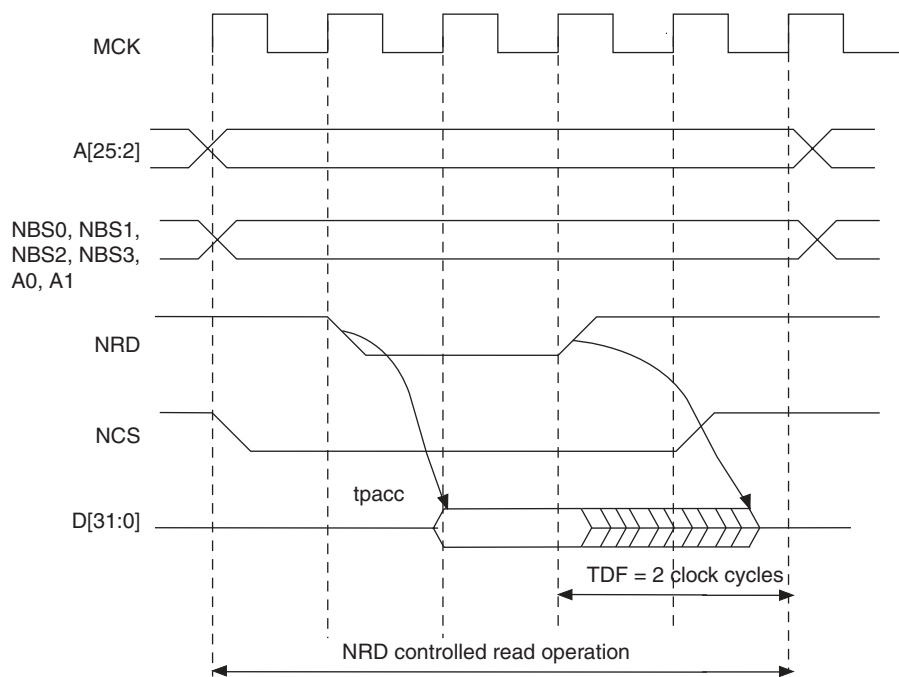 MCK
A[25:2]
NBS0, NBS1,
NBS2, NBS3,
A0, A1
NRD
NCS
tpacc
D[31:0]
TDF = 2 clock cycles
NRD controlled read operation